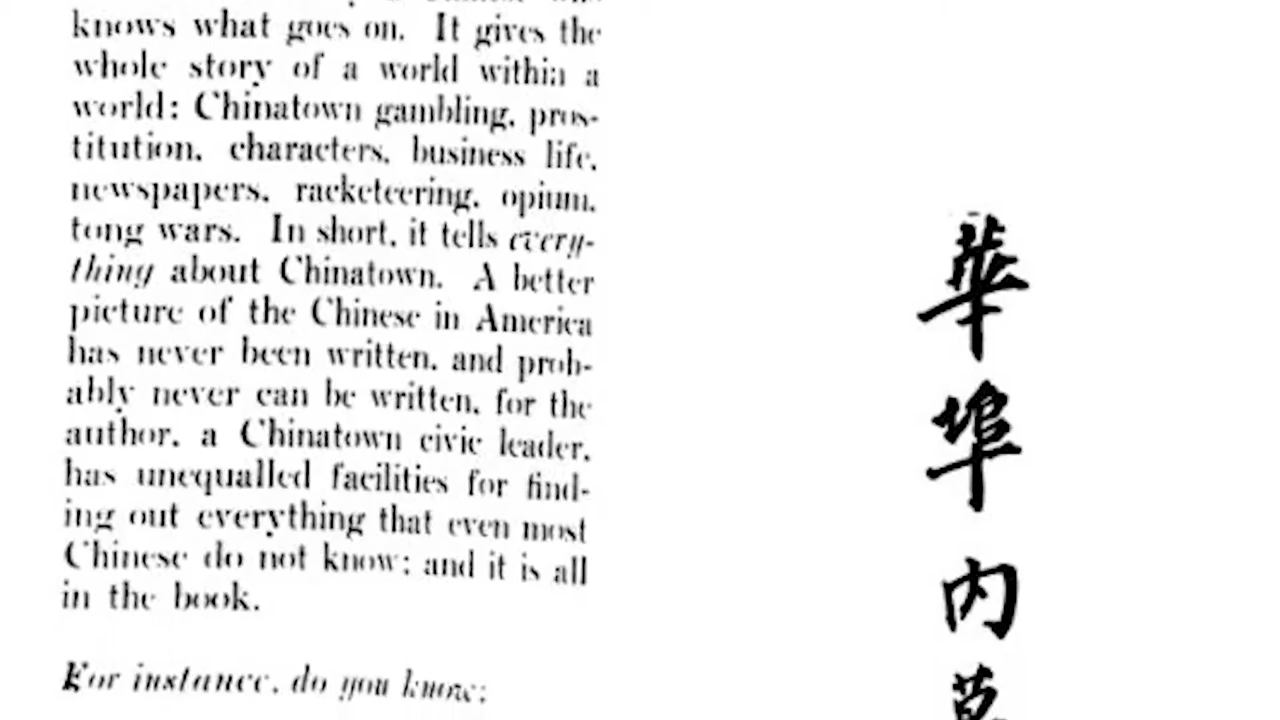 knows what goes on. It gives the
whole story of a world within a
world: Chinatown gambling, pros-
titution, characters, business life,
newspapers, racketeering, opium,
tong wars. In short, it tells every-
thing about Chinatown. A better
picture of the Chinese in America
has never been written, and prob-
ably never can be written, for the
author, a Chinatown civic leader,
has unequalled facilities for find-
ing out everything that even most
Chinese do not know; and it is all
in the book.
For instance, do you know:
華埠内